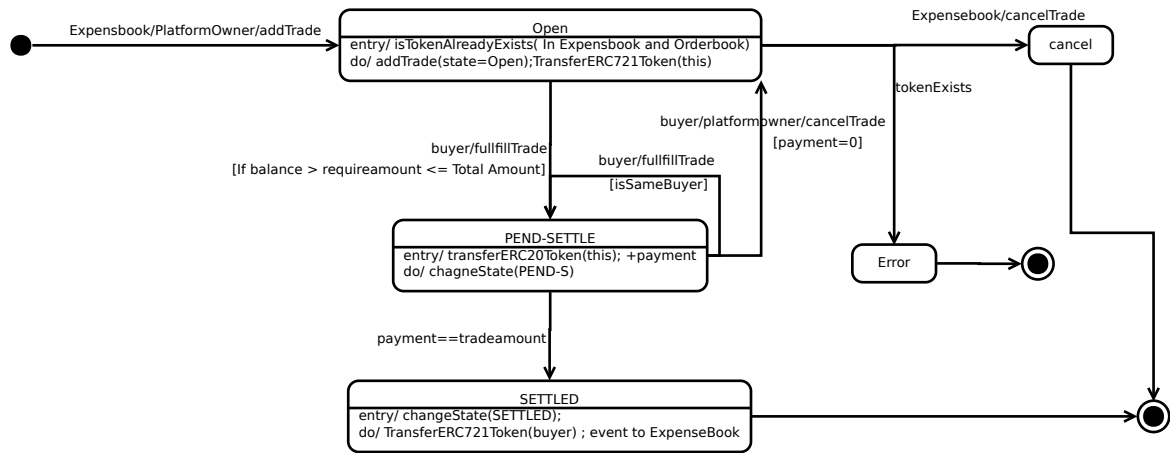 Expensbook/PlatformOwner/addTrade
Open
entry/ isTokenAlreadyExists( In Expensbook and Orderbook)
do/ addTrade(state=Open);TransferERC721Token(this)
Expensebook/cancelTrade
cancel
tokenExists
buyer/platformowner/cancelTrade
[payment=0]
buyer/fullfillTrade
[If balance > requireamount <= Total Amount]
buyer/fullfillTrade
[isSameBuyer]
PEND-SETTLE
entry/ transferERC20Token(this); +payment
do/ chagneState(PEND-S)
Error
payment==tradeamount
SETTLED
entry/ changeState(SETTLED);
do/ TransferERC721Token(buyer) ; event to ExpenseBook